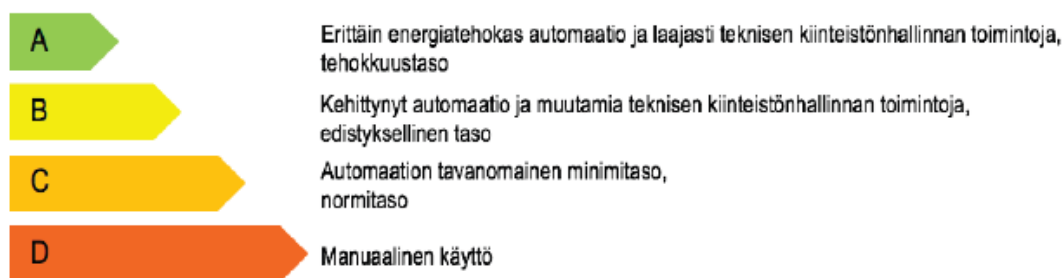 A
Erittäin energiatehokas automaatio ja laajasti teknisen kiinteistönhallinnan toimintoja,
tehokkuustaso
B
Kehittynyt automaatio ja muutamia teknisen kiinteistönhallinnan toimintoja,
edistyksellinen taso
C
Automaation tavanomainen minimitaso,
normitaso
D
Manuaalinen käyttö